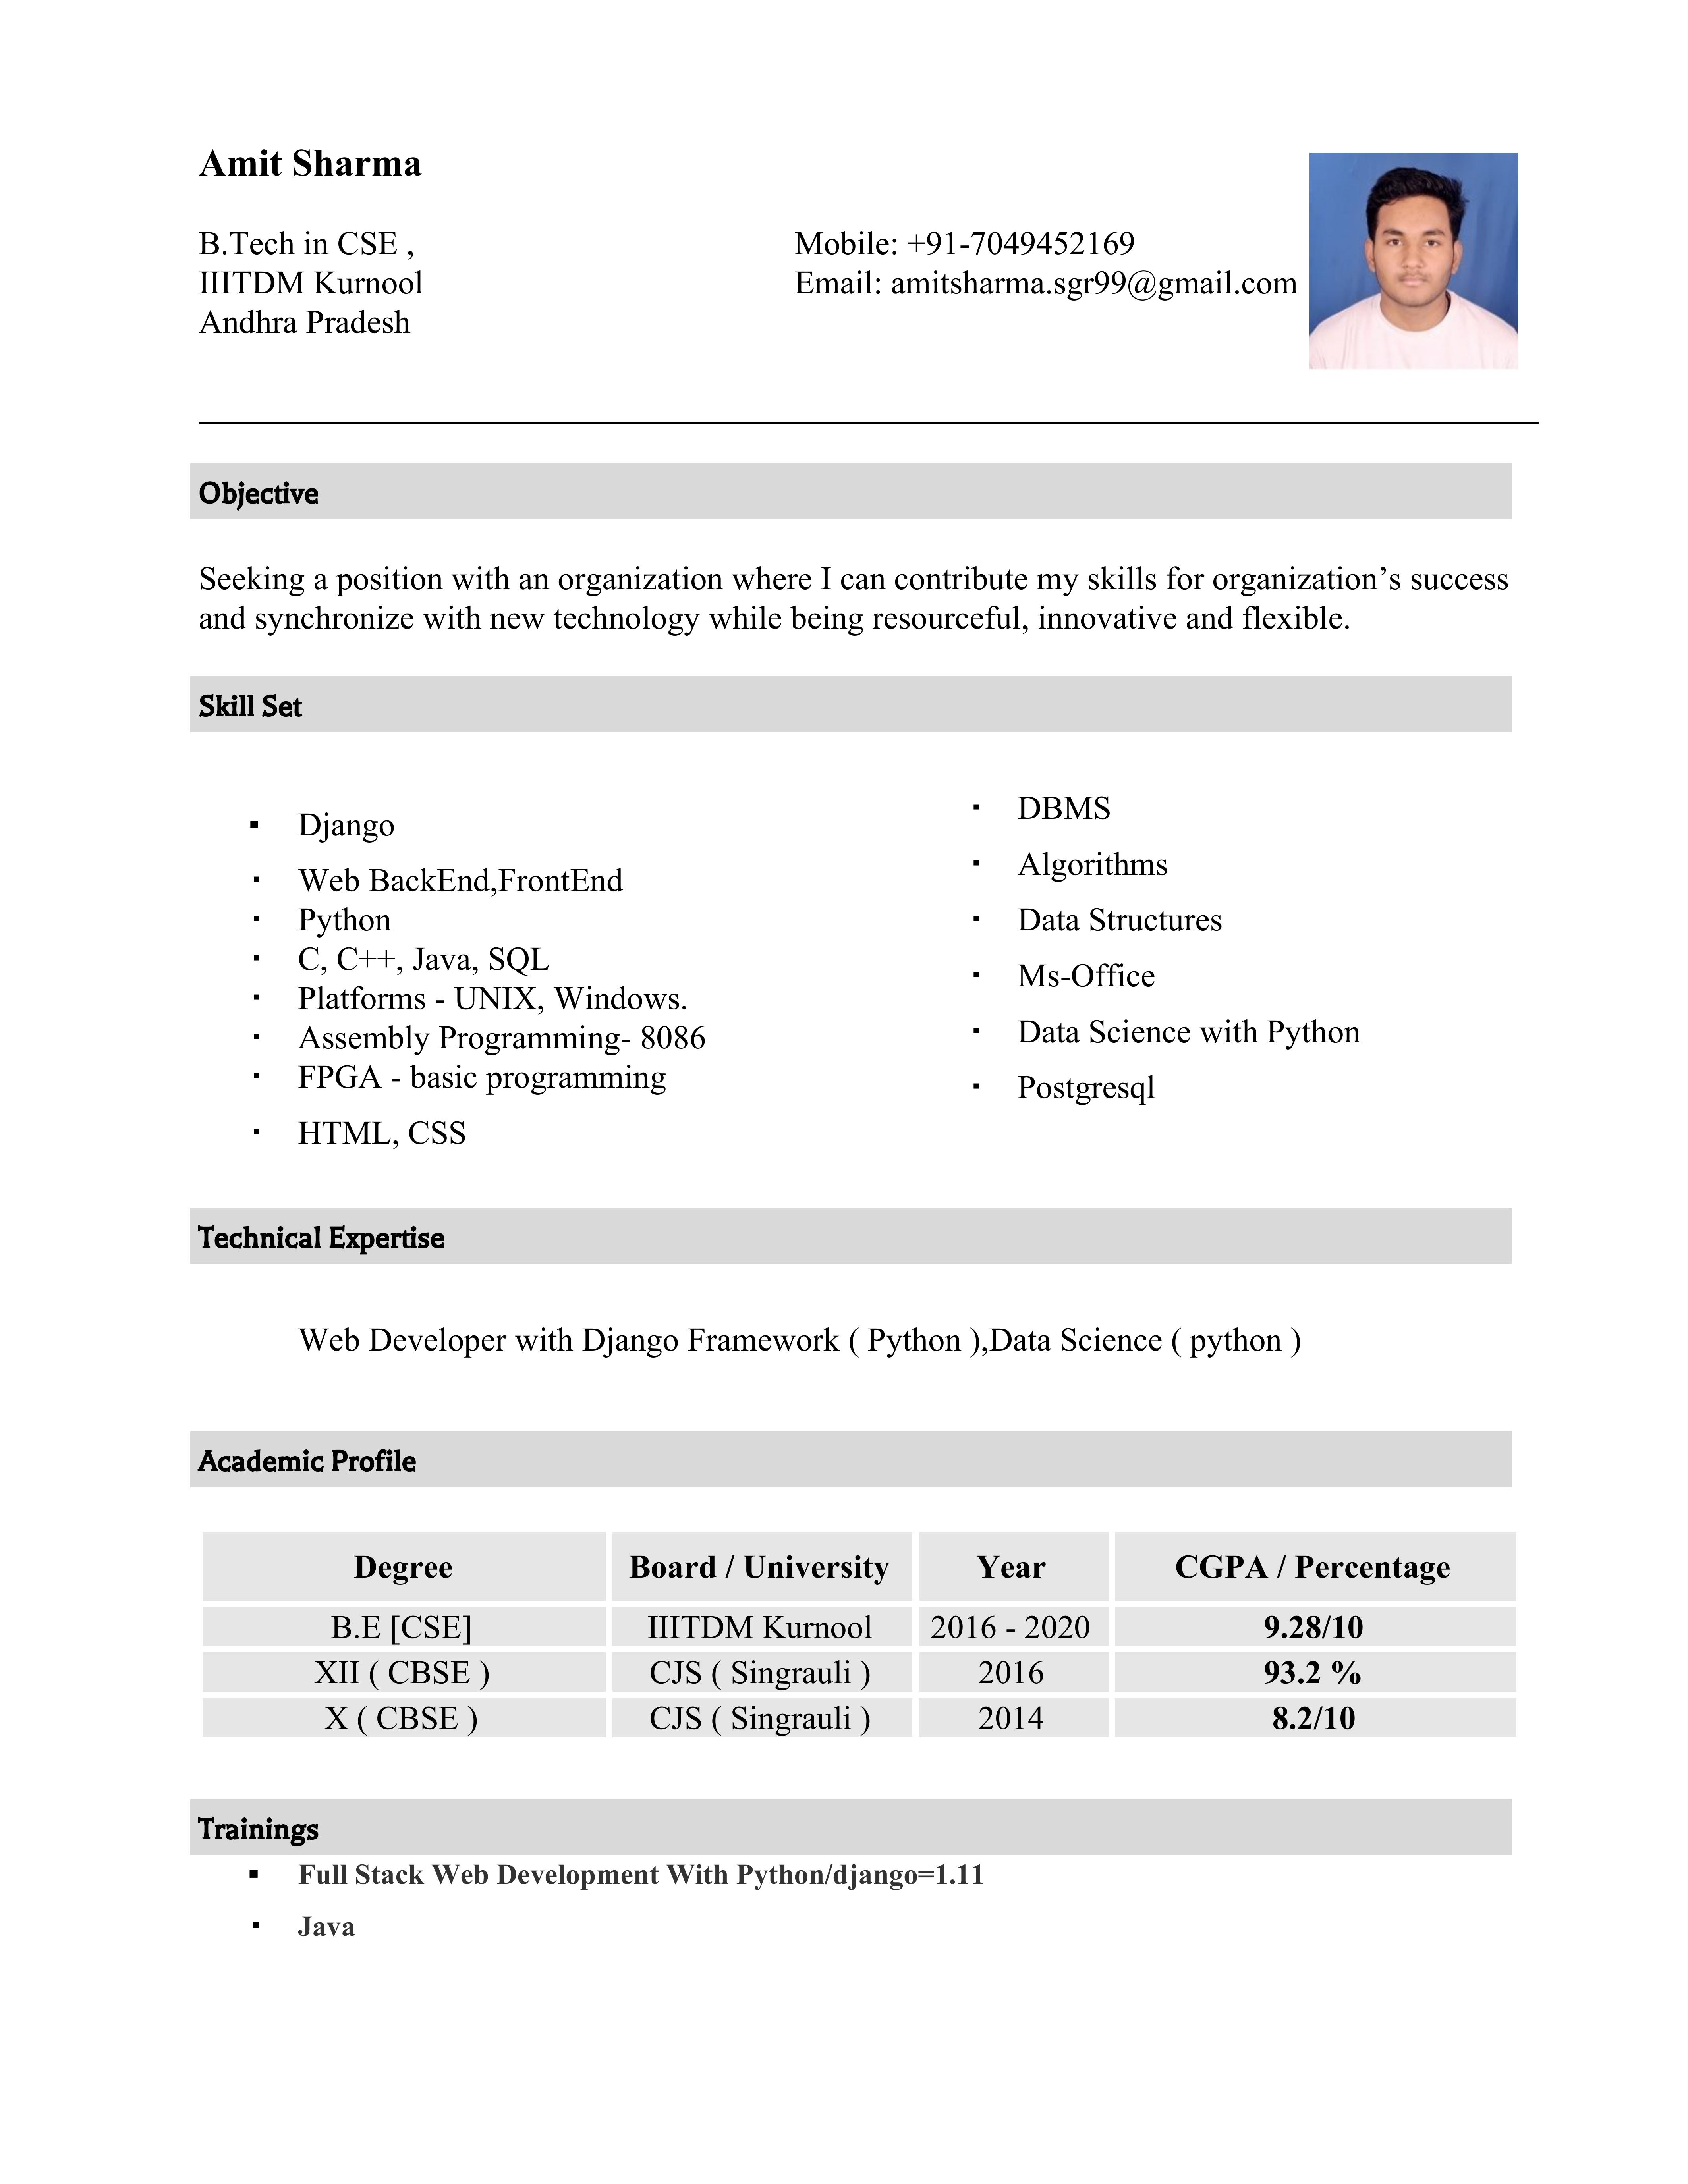 Amit Sharma
B.Tech in CSE ,
IIITDM Kurnool
Andhra Pradesh
Mobile: +91-7049452169
Email: amitsharma.sgr99@gmail.com
Objective
Seeking a position with an organization where I can contribute my skills for organization’s success
and synchronize with new technology while being resourceful, innovative and flexible.
Skill Set
▪ Django
▪ Web BackEnd,FrontEnd
▪ Python
▪ C, C++, Java, SQL
▪ Platforms - UNIX, Windows.
▪ Assembly Programming- 8086
▪ FPGA - basic programming
▪ HTML, CSS
▪ DBMS
▪ Algorithms
▪ Data Structures
▪ Ms-Office
▪ Data Science with Python
▪ Postgresql
Technical Expertise
Web Developer with Django Framework ( Python ),Data Science ( python )
Academic Profile
Degree Board / University Year CGPA / Percentage
B.E [CSE] IIITDM Kurnool 2016 - 2020 9.28/10
XII ( CBSE ) CJS ( Singrauli ) 2016 93.2 %
X ( CBSE ) CJS ( Singrauli ) 2014 8.2/10
Trainings
▪ Full Stack Web Development With Python/django=1.11
▪ Java